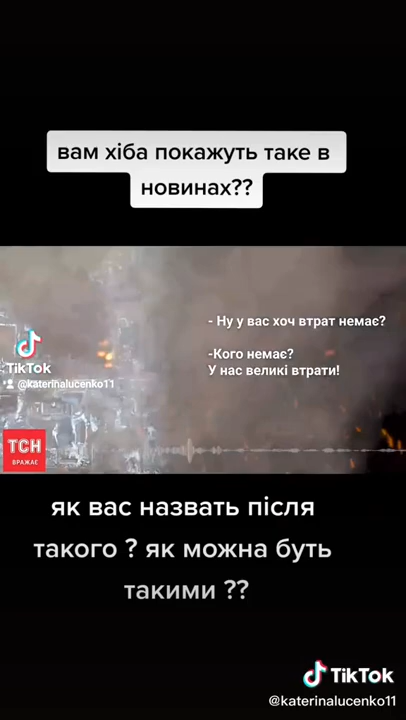 вам хіба покажуть таке в
новинах??
- Ну у вас хоч втрат немає?
-Кого немає?
У нас великі втрати!
TikTok
@katerinalucenko11
ТСН
ВРАЖАЄ
як вас назвать після
такого ? як можна буть
такими ??
TikTok
@katerinalucenko11